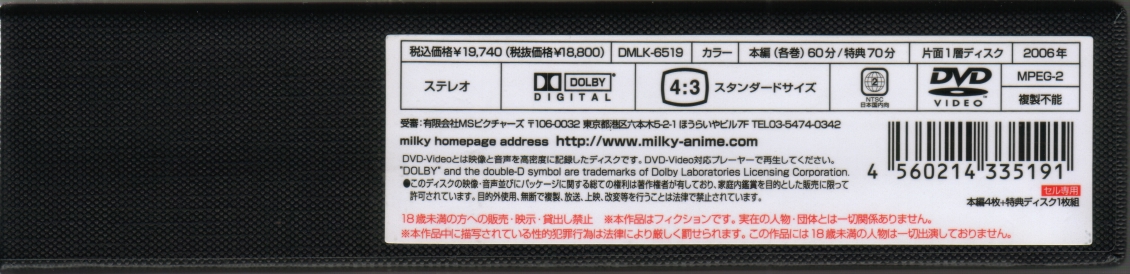 税込価格¥19,740(税抜価格¥18,800) DMLK-6519 カラー 本編(各巻)60分/特典70分 片面1層ディスク 2006年
ステレオ DOLBY DIGITAL 4:3 スタンダードサイズ 2 NTSC 日本国内向 DVD VIDEO MPEG-2 複製不能
受審:有限会社MSピクチャーズ 〒106-0032 東京都港区六本木5-2-1 ほうらいやビル7F TEL03-5474-0342
milky homepage address http://www.milky-anime.com
DVD-Videoとは映像と音声を高密度に記録したディスクです。DVD-Video対応プレーヤーで再生してください。
"DOLBY" and the double-D symbol are trademarks of Dolby Laboratories Licensing Corporation.
●このディスクの映像・音声並びにパッケージに関する総ての権利は著作権者が有しており、家庭内鑑賞を目的とした販売に限って
許可されています。目的外使用、無断で複製、放送、上映、改変等を行うことは法律で禁止されています。
4 560214 335191
セル専用
本編4枚+特典ディスク1枚組
18歳未満の方への販売・映示・貸出し禁止 ※本作品はフィクションです。実在の人物・団体とは一切関係ありません。
※本作品中に描写されている性的犯罪行為は法律により厳しく罰せられます。この作品には18歳未満の人物は一切出演しておりません。